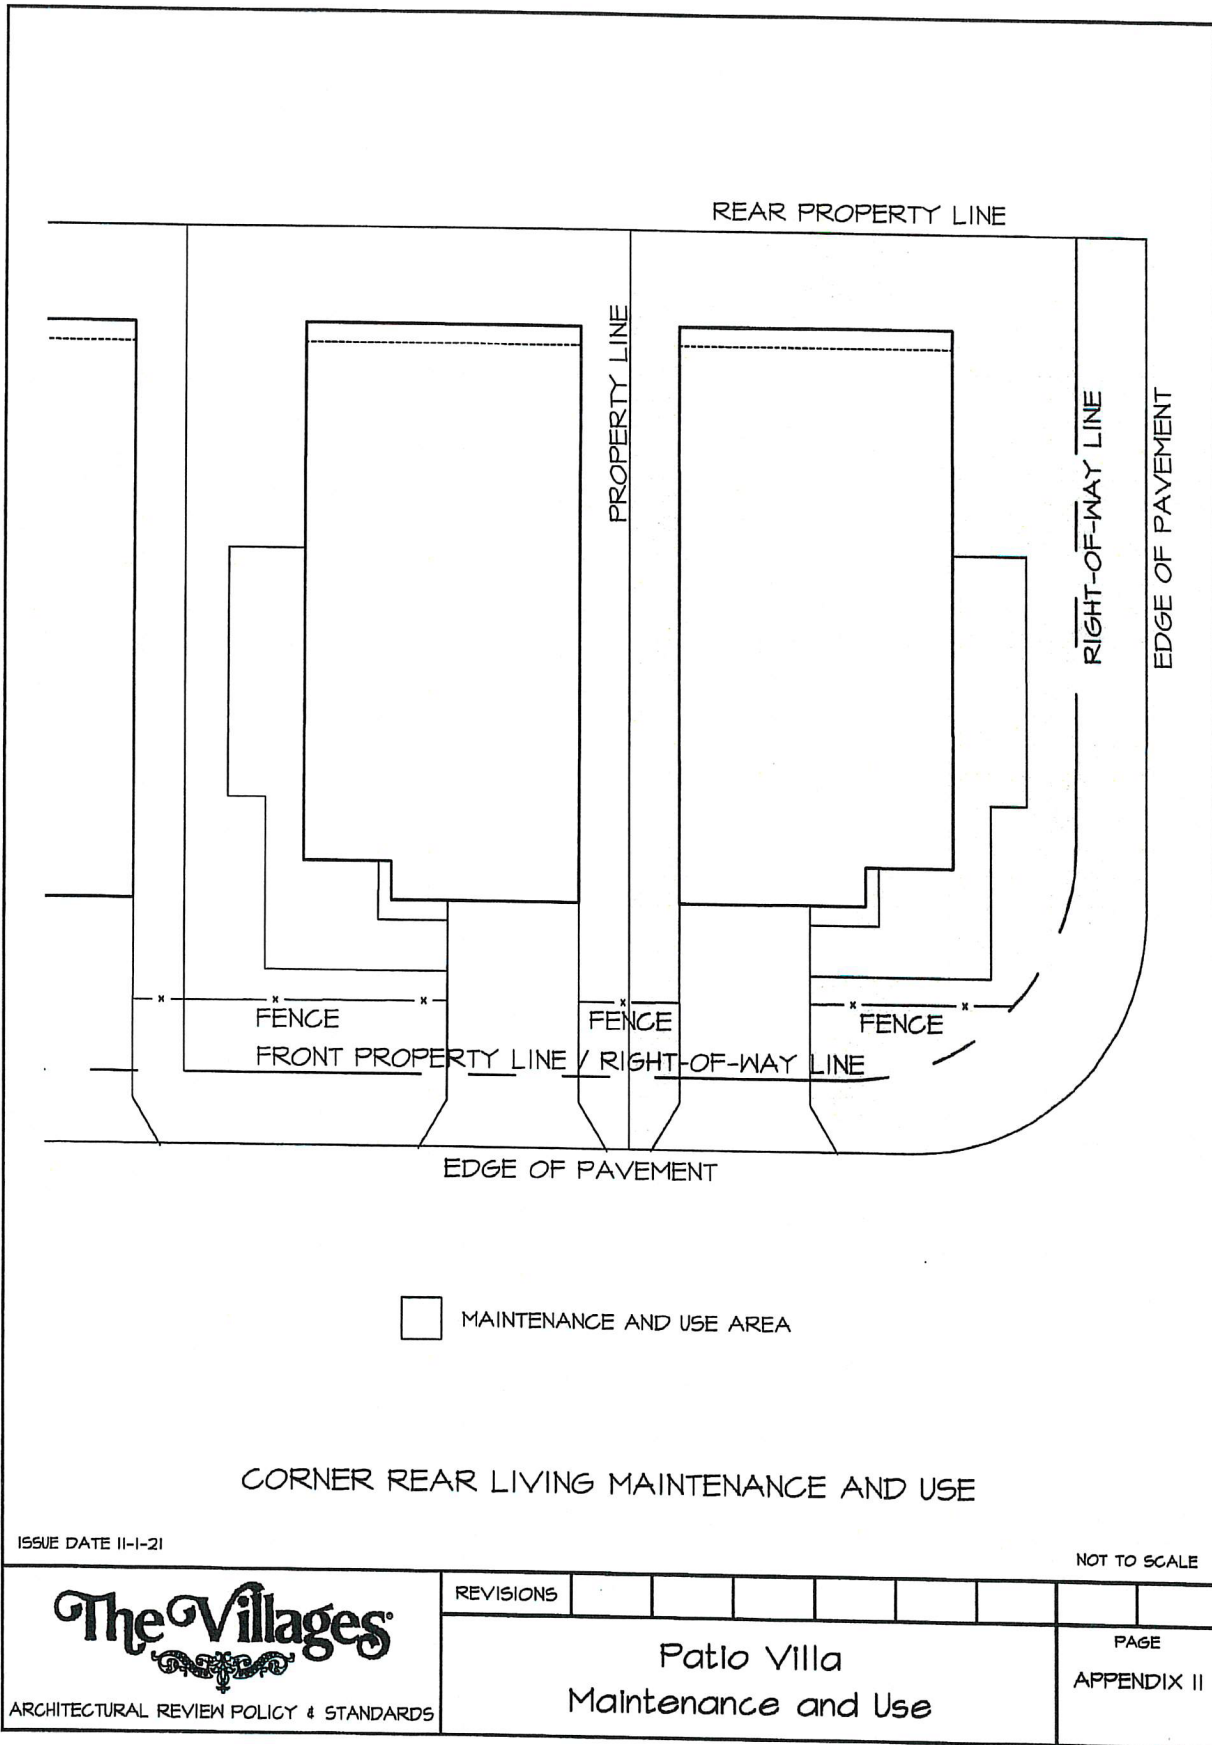 REAR PROPERTY LINE
PROPERTY LINE
RIGHT-OF-WAY LINE
EDGE OF PAVEMENT
FENCE
FENCE
FENCE
FRONT PROPERTY LINE / RIGHT-OF-WAY LINE
EDGE OF PAVEMENT
MAINTENANCE AND USE AREA
CORNER REAR LIVING MAINTENANCE AND USE
ISSUE DATE 11-1-21
NOT TO SCALE
The Villages
ARCHITECTURAL REVIEW POLICY & STANDARDS
REVISIONS
Patio Villa
Maintenance and Use
PAGE
APPENDIX II